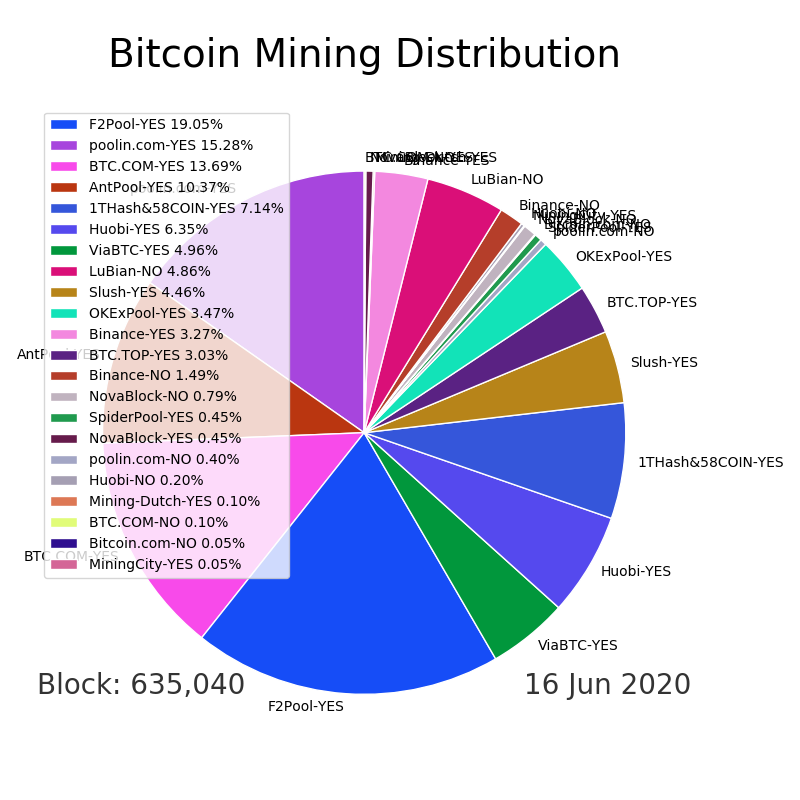 Bitcoin Mining Distribution
F2Pool-YES 19.05%
poolin.com-YES 15.28%
BTC.COM-YES 13.69%
AntPool-YES 10.37%
1THash&58COIN-YES 7.14%
Huobi-YES 6.35%
ViaBTC-YES 4.96%
LuBian-NO 4.86%
Slush-YES 4.46%
OKExPool-YES 3.47%
Binance-YES 3.27%
BTC.TOP-YES 3.03%
Binance-NO 1.49%
NovaBlock-NO 0.79%
SpiderPool-YES 0.45%
NovaBlock-YES 0.45%
poolin.com-NO 0.40%
Huobi-NO 0.20%
Mining-Dutch-YES 0.10%
BTC.COM-NO 0.10%
Bitcoin.com-NO 0.05%
MiningCity-YES 0.05%
Binance-YES
LuBian-NO
Binance-NO
Huobi-NO
poolin.com-NO
OKExPool-YES
BTC.TOP-YES
Slush-YES
1THash&58COIN-YES
Huobi-YES
ViaBTC-YES
F2Pool-YES
BTC.COM-YES
Block: 635,040
16 Jun 2020